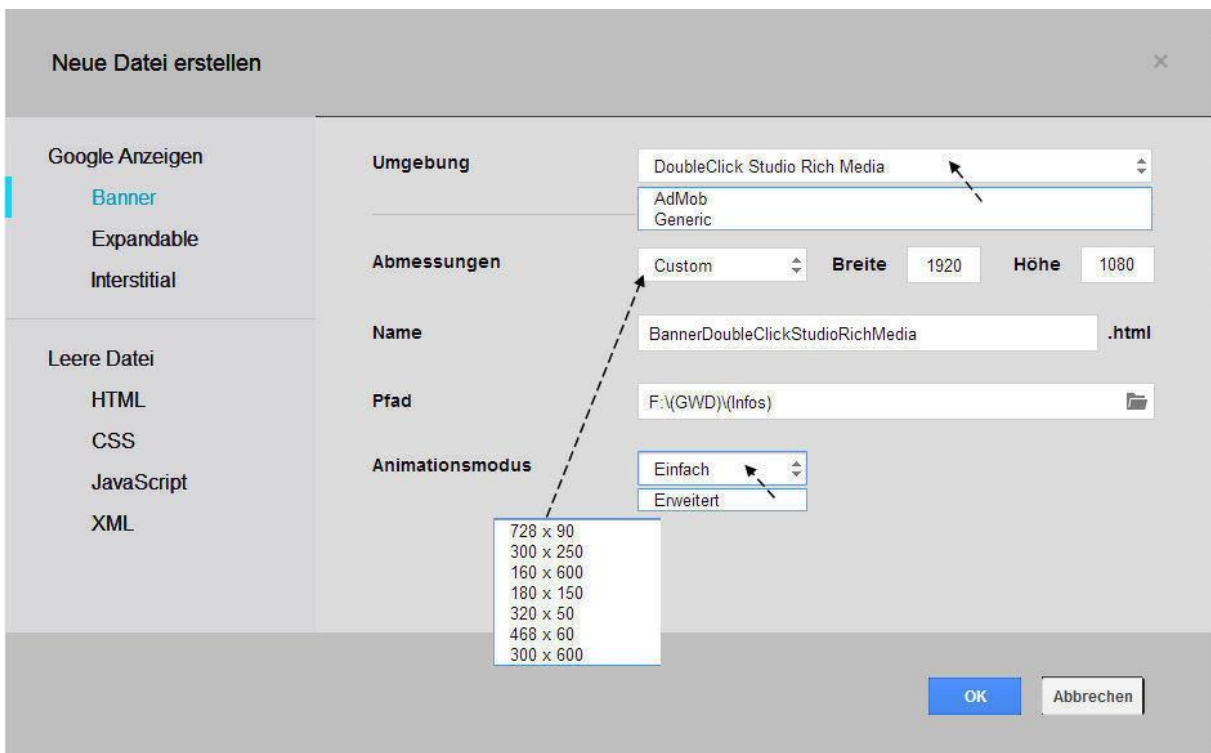 Neue Datei erstellen
×
Google Anzeigen
Banner
Expandable
Interstitial
Leere Datei
HTML
CSS
JavaScript
XML
Umgebung
DoubleClick Studio Rich Media
AdMob
Generic
Abmessungen
Custom
Breite
1920
Höhe
1080
Name
BannerDoubleClickStudioRichMedia
.html
Pfad
F:\(GWD)\(Infos)
Animationsmodus
Einfach
Erweitert
728 x 90
300 x 250
160 x 600
180 x 150
320 x 50
468 x 60
300 x 600
OK
Abbrechen